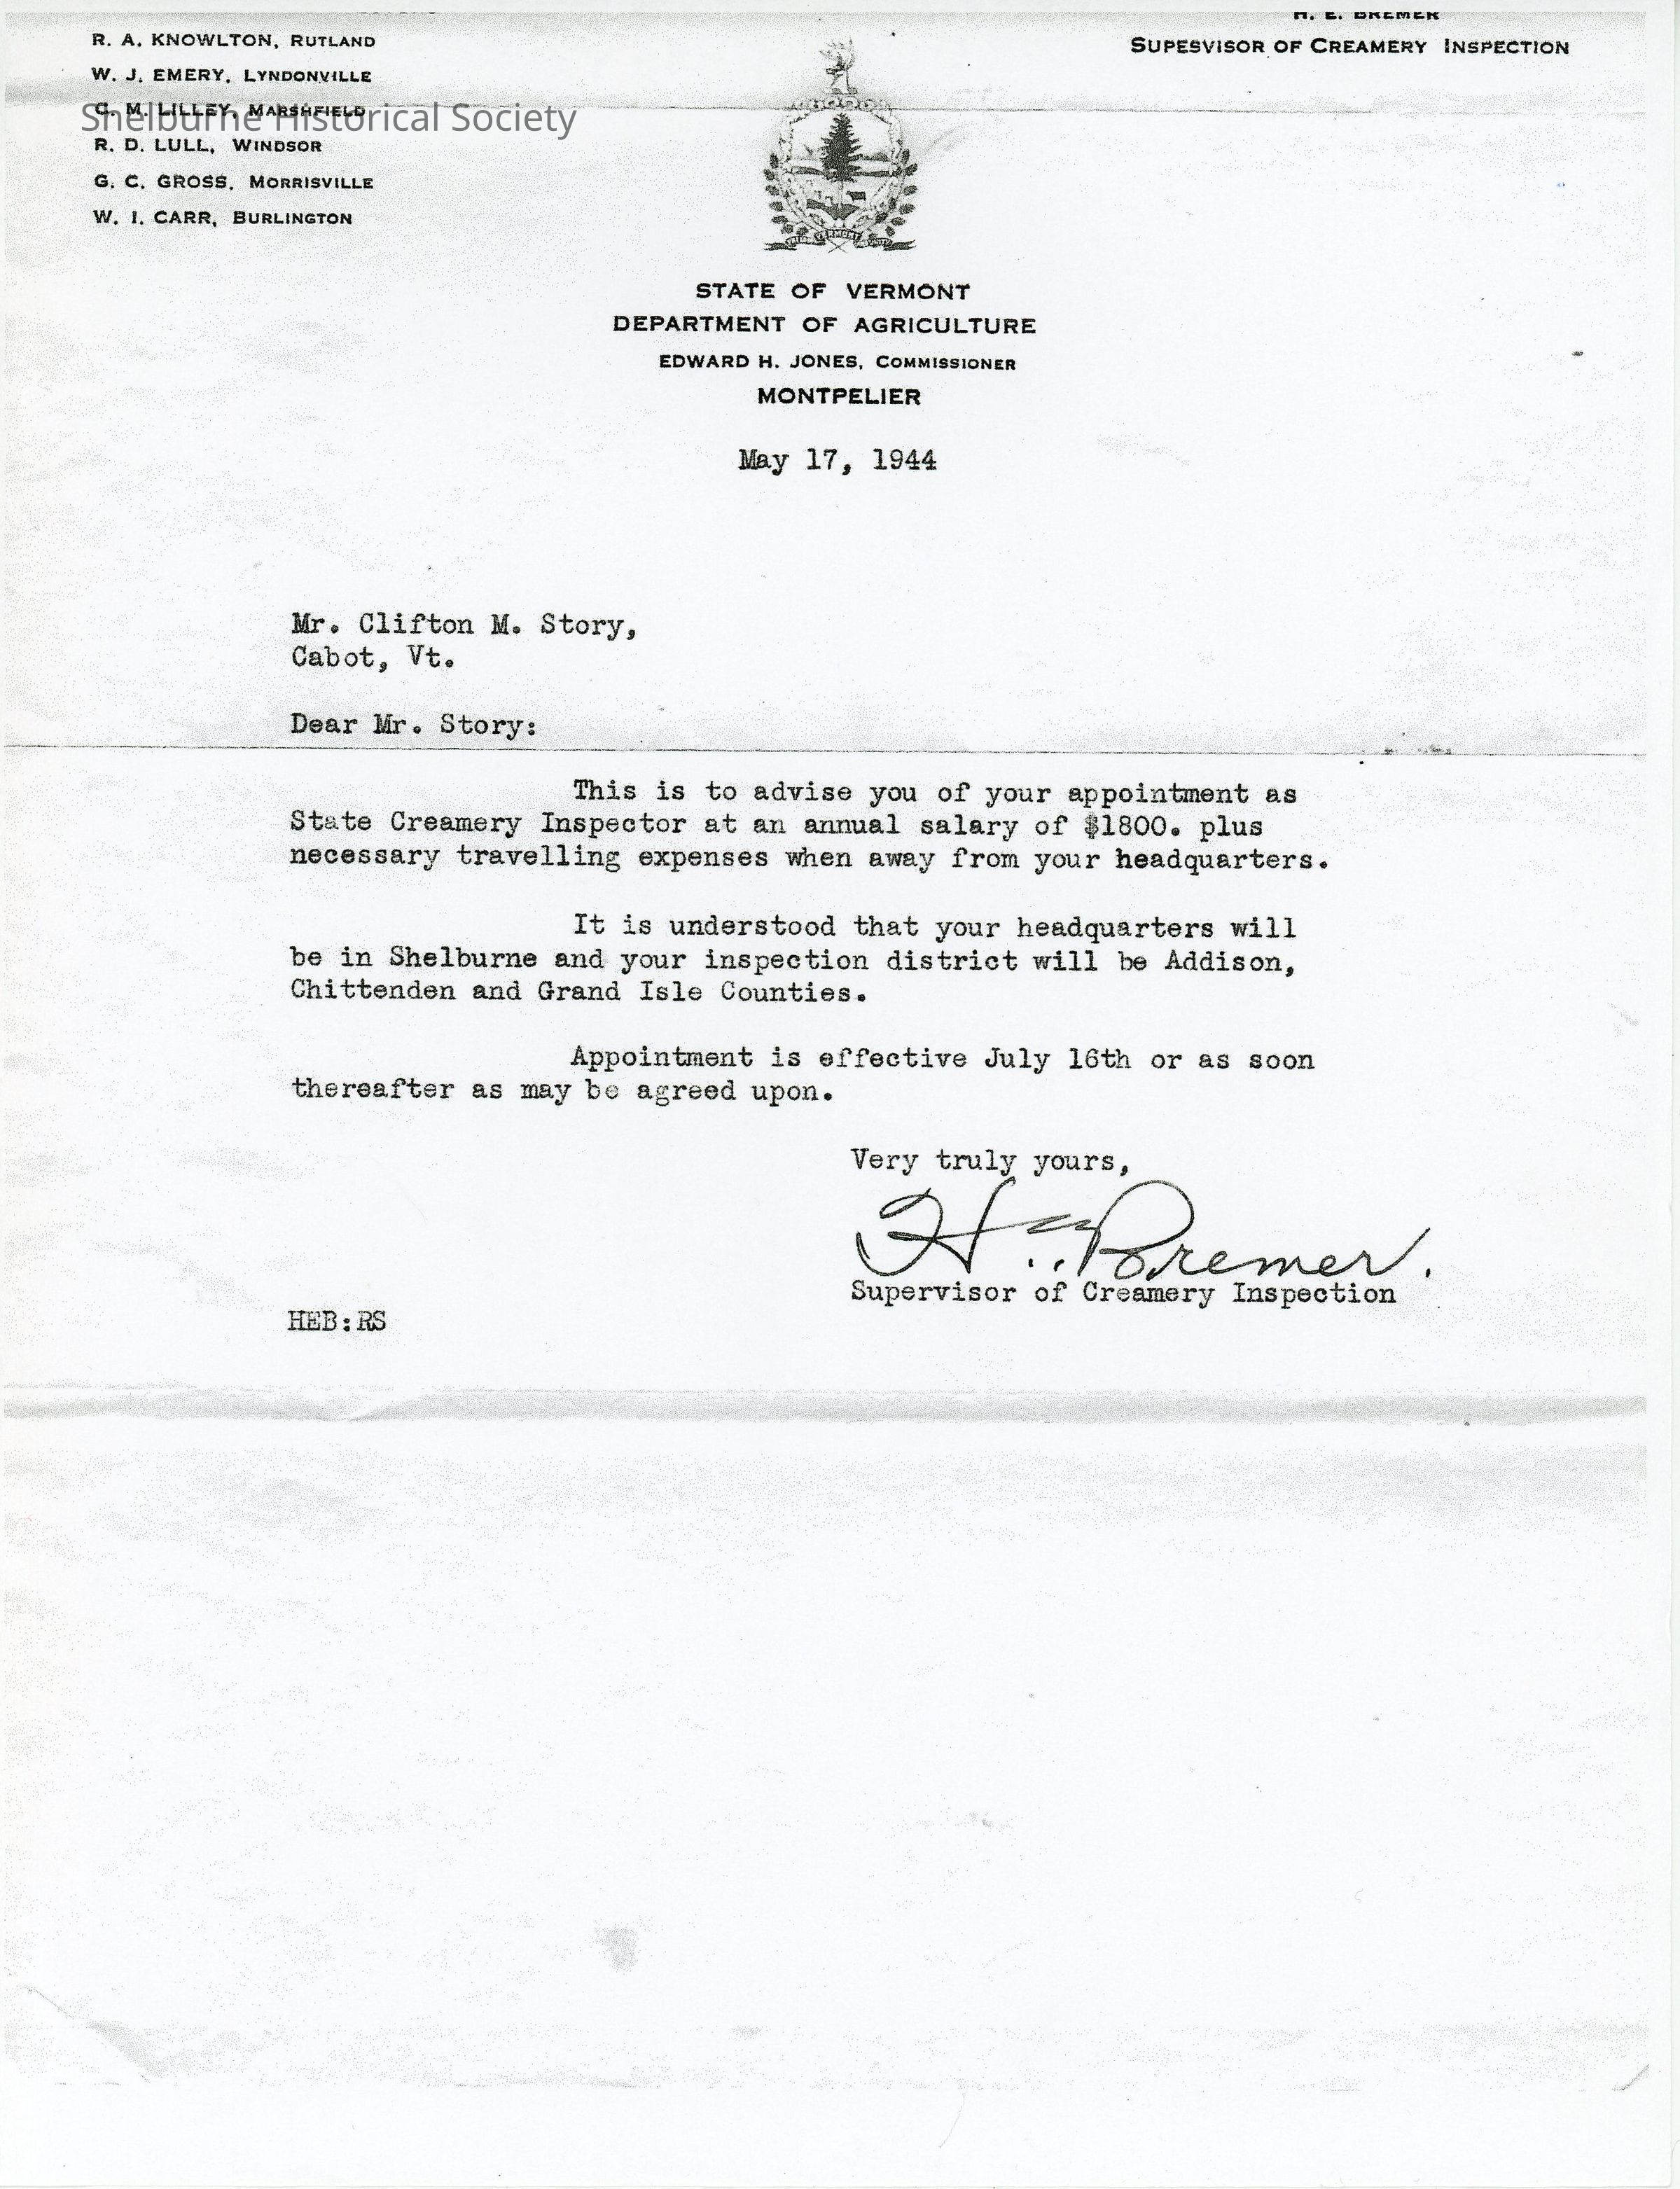 H. E. BREMER
SUPESVISOR OF CREAMERY INSPECTION
R. A. KNOWLTON, RUTLAND
W. J. EMERY, LYNDONVILLE
C. M. LILLEY, MARSHFIELD
Shelburne Historical Society
R. D. LULL, WINDSOR
G. C. GROSS, MORRISVILLE
W. I. CARR, BURLINGTON
VERMONT
STATE OF VERMONT
DEPARTMENT OF AGRICULTURE
EDWARD H. JONES, COMMISSIONER
MONTPELIER
May 17, 1944
Mr. Clifton M. Story,
Cabot, Vt.
Dear Mr. Story:
This is to advise you of your appointment as
State Creamery Inspector at an annual salary of $1800. plus
necessary travelling expenses when away from your headquarters.
It is understood that your headquarters will
be in Shelburne and your inspection district will be Addison,
Chittenden and Grand Isle Counties.
Appointment is effective July 16th or as soon
thereafter as may be agreed upon.
Very truly yours,
H. E. Bremer.
Supervisor of Creamery Inspection
HEB:RS